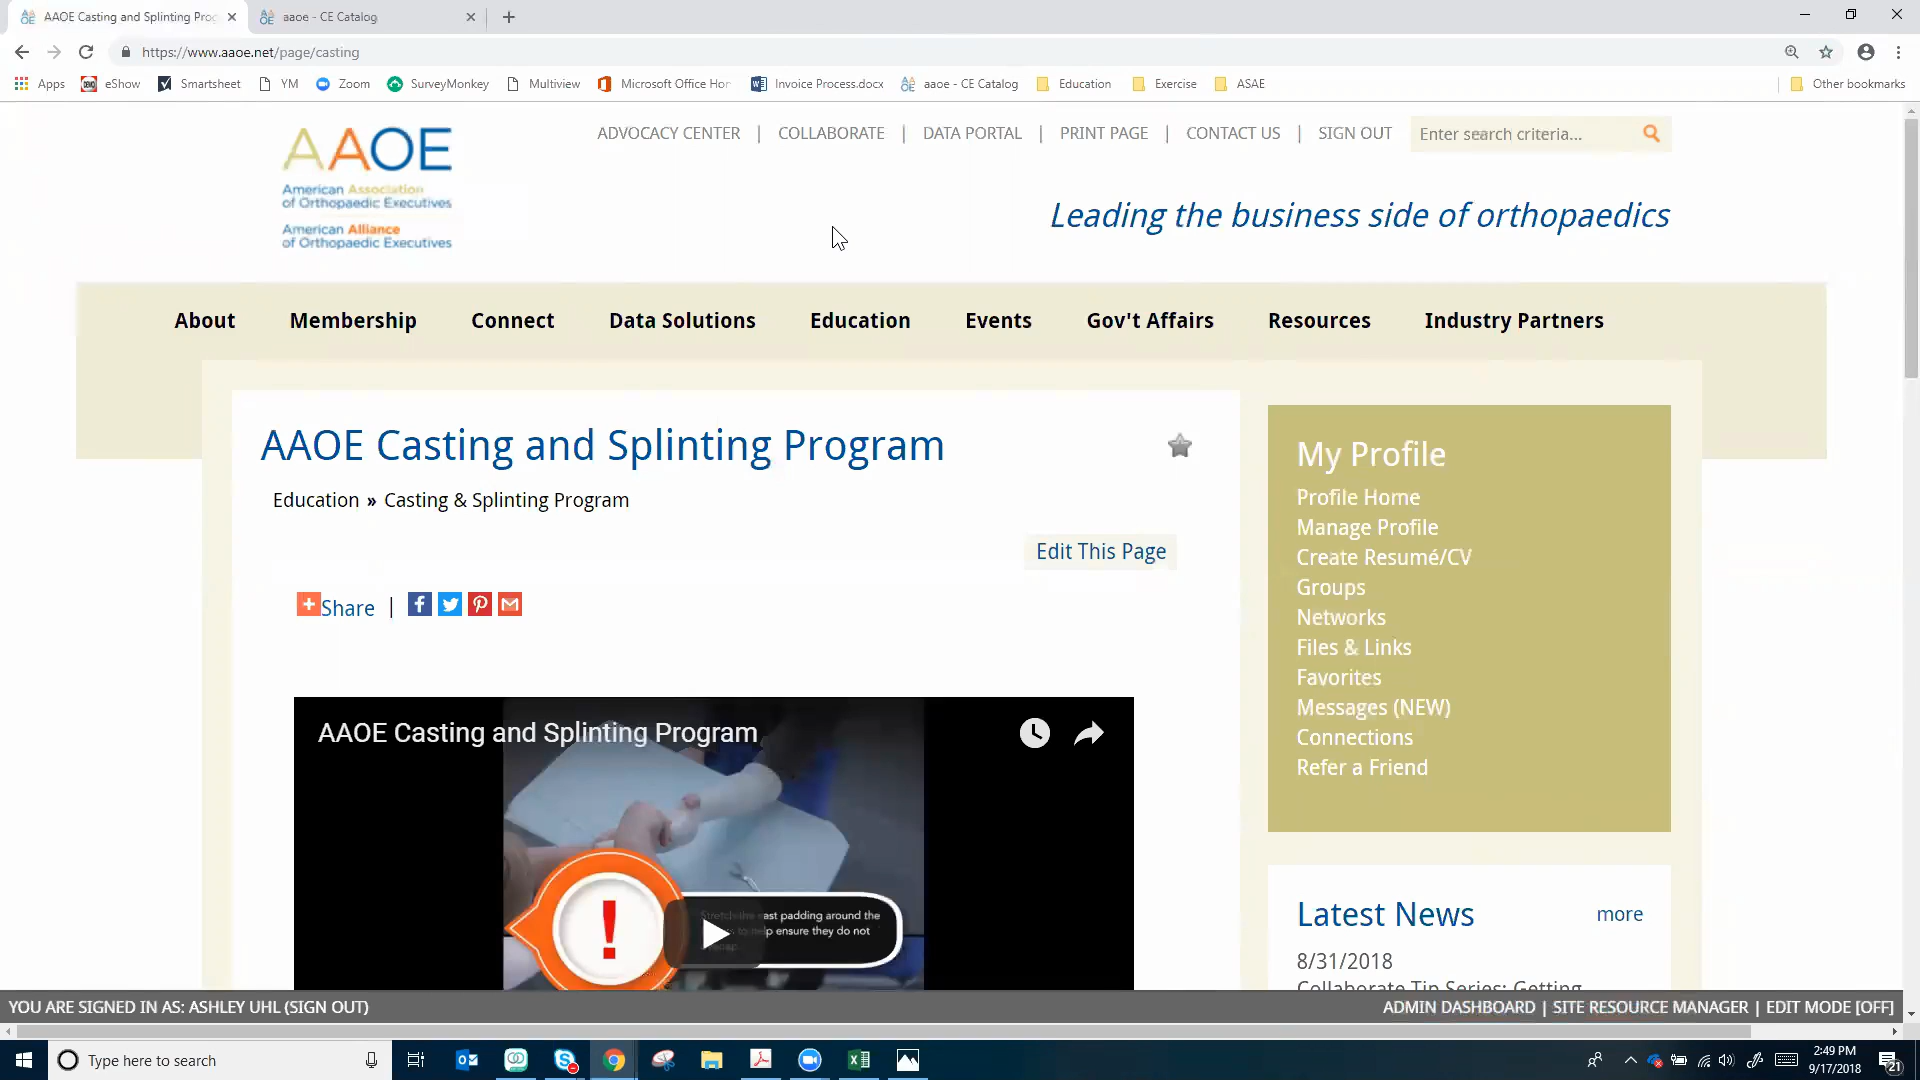 AAOE Casting and Splinting Prog
aaoe - CE Catalog
https://www.aaoe.net/page/casting
Apps
eShow
Smartsheet
YM
Zoom
SurveyMonkey
Multiview
Microsoft Office Hor
Invoice Process.docx
aaoe - CE Catalog
Education
Exercise
ASAE
Other bookmarks
AAOE
American Association
of Orthopaedic Executives
American Alliance
of Orthopaedic Executives
ADVOCACY CENTER | COLLABORATE | DATA PORTAL | PRINT PAGE | CONTACT US | SIGN OUT
Enter search criteria...
Leading the business side of orthopaedics
About Membership Connect Data Solutions Education Events Gov't Affairs Resources Industry Partners
AAOE Casting and Splinting Program
Education » Casting & Splinting Program
Edit This Page
Share |
AAOE Casting and Splinting Program
ast padding around the
ensure they do not
My Profile
Profile Home
Manage Profile
Create Resumé/CV
Groups
Networks
Files & Links
Favorites
Messages (NEW)
Connections
Refer a Friend
Latest News
more
8/31/2018
Collaborate Tip Series: Getting
YOU ARE SIGNED IN AS: ASHLEY UHL (SIGN OUT)
ADMIN DASHBOARD | SITE RESOURCE MANAGER | EDIT MODE [OFF]
Type here to search
2:49 PM
9/17/2018
21